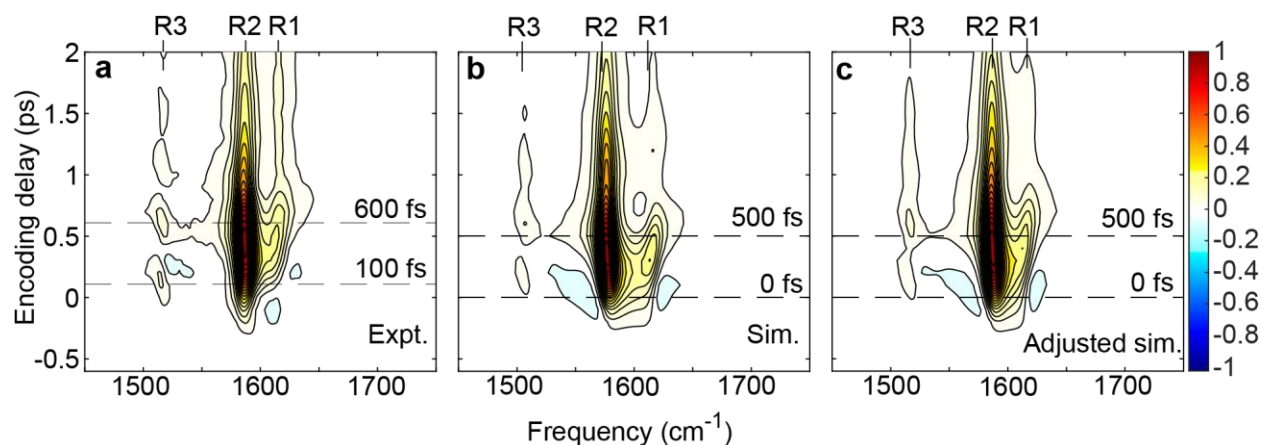 R3 R2 R1 R3 R2 R1 R3 R2 R1
a b c
Encoding delay (ps)
2
1.5
1
0.5
0
-0.5
600 fs
100 fs
Expt.
500 fs
0 fs
Sim.
500 fs
0 fs
Adjusted sim.
1
0.8
0.6
0.4
0.2
0
-0.2
-0.4
-0.6
-0.8
-1
1500 1600 1700 1500 1600 1700 1500 1600 1700
Frequency (cm-1)